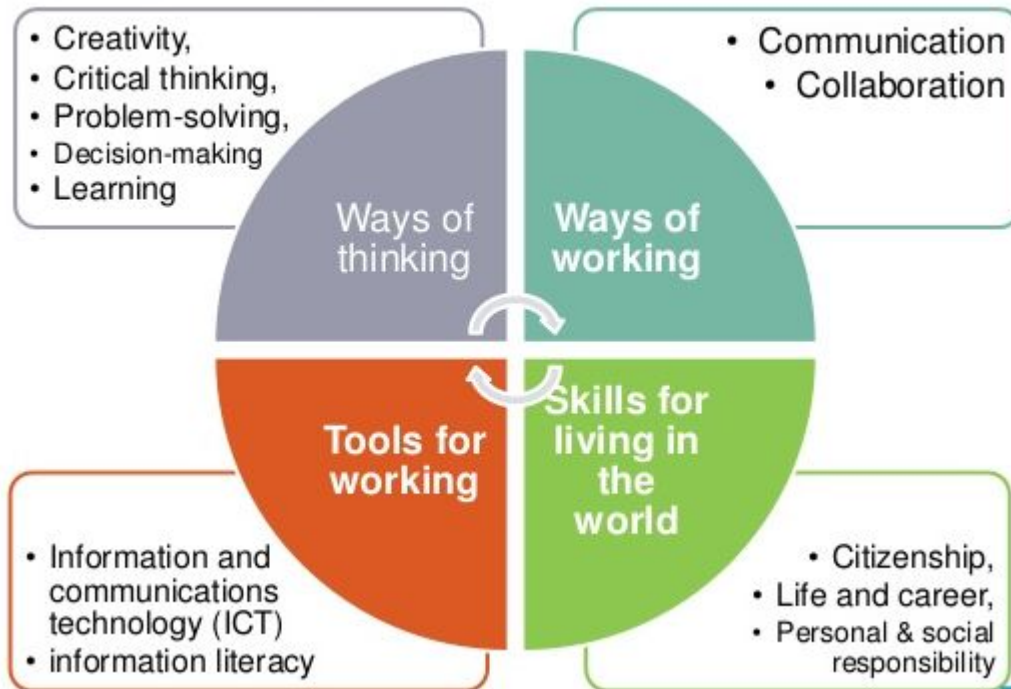 • Creativity,
• Critical thinking,
• Problem-solving,
• Decision-making
• Learning
• Communication
• Collaboration
Ways of
thinking
Ways of
working
Tools for
working
Skills for
living in
the
world
• Information and
communications
technology (ICT)
• information literacy
• Citizenship,
• Life and career,
• Personal & social
responsibility